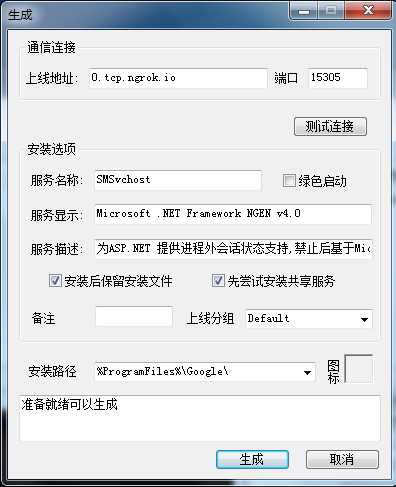 生成
通信连接
上线地址: 0.tcp.ngrok.io 端口 15305
测试连接
安装选项
服务名称: SMSvchost 绿色启动
服务显示: Microsoft .NET Framework NGEN v4.0
服务描述: 为ASP.NET 提供进程外会话状态支持,禁止后基于Mic
安装后保留安装文件 先尝试安装共享服务
备注 上线分组 Default
安装路径 %ProgramFiles%\Google\ 图标
准备就绪可以生成
生成 取消